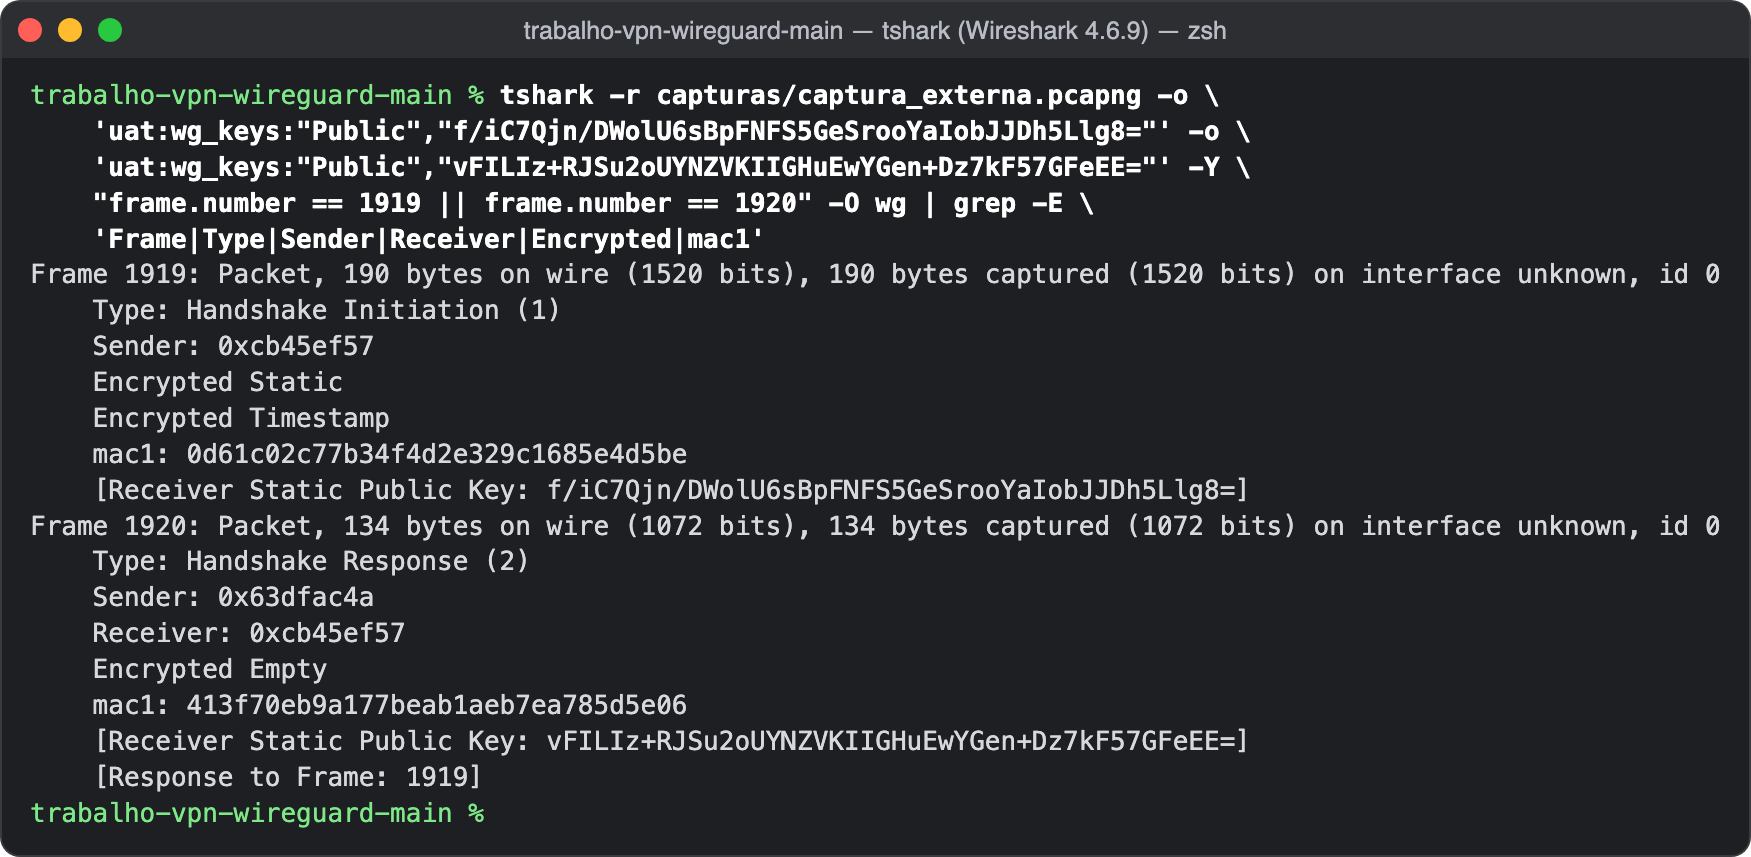 trabalho-vpn-wireguard-main — tshark (Wireshark 4.6.9) — zsh
trabalho-vpn-wireguard-main % tshark -r capturas/captura_externa.pcapng -o \
'uat:wg_keys:"Public","f/iC7Qjn/DWolU6sBpFNFS5GeSrooYaIobJJDh5Llg8="' -o \
'uat:wg_keys:"Public","vFILIz+RJSu2oUYNZVKIIGHuEwYGen+Dz7kF57GFeEE="' -Y \
"frame.number == 1919 || frame.number == 1920" -O wg | grep -E \
'Frame|Type|Sender|Receiver|Encrypted|mac1'
Frame 1919: Packet, 190 bytes on wire (1520 bits), 190 bytes captured (1520 bits) on interface unknown, id 0
Type: Handshake Initiation (1)
Sender: 0xcb45ef57
Encrypted Static
Encrypted Timestamp
mac1: 0d61c02c77b34f4d2e329c1685e4d5be
[Receiver Static Public Key: f/iC7Qjn/DWolU6sBpFNFS5GeSrooYaIobJJDh5Llg8=]
Frame 1920: Packet, 134 bytes on wire (1072 bits), 134 bytes captured (1072 bits) on interface unknown, id 0
Type: Handshake Response (2)
Sender: 0x63dfac4a
Receiver: 0xcb45ef57
Encrypted Empty
mac1: 413f70eb9a177beab1aeb7ea785d5e06
[Receiver Static Public Key: vFILIz+RJSu2oUYNZVKIIGHuEwYGen+Dz7kF57GFeEE=]
[Response to Frame: 1919]
trabalho-vpn-wireguard-main %